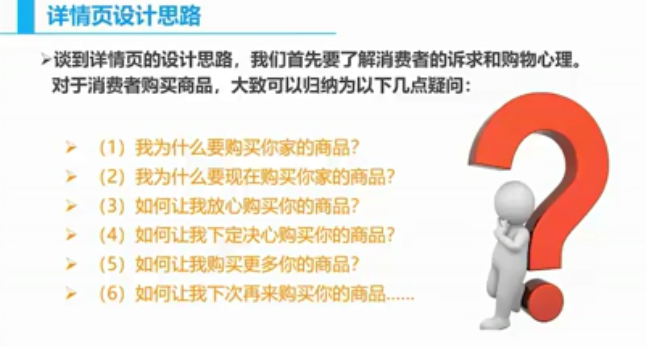 详情页设计思路
➢谈到详情页的设计思路，我们首先要了解消费者的诉求和购物心理。
对于消费者购买商品，大致可以归纳为以下几点疑问：
➢ （1）我为什么要购买你家的商品？
➢ （2）我为什么要现在购买你家的商品？
➢ （3）如何让我放心购买你的商品？
➢ （4）如何让我下定决心购买你的商品？
➢ （5）如何让我购买更多你的商品？
➢ （6）如何让我下次再来购买你的商品......